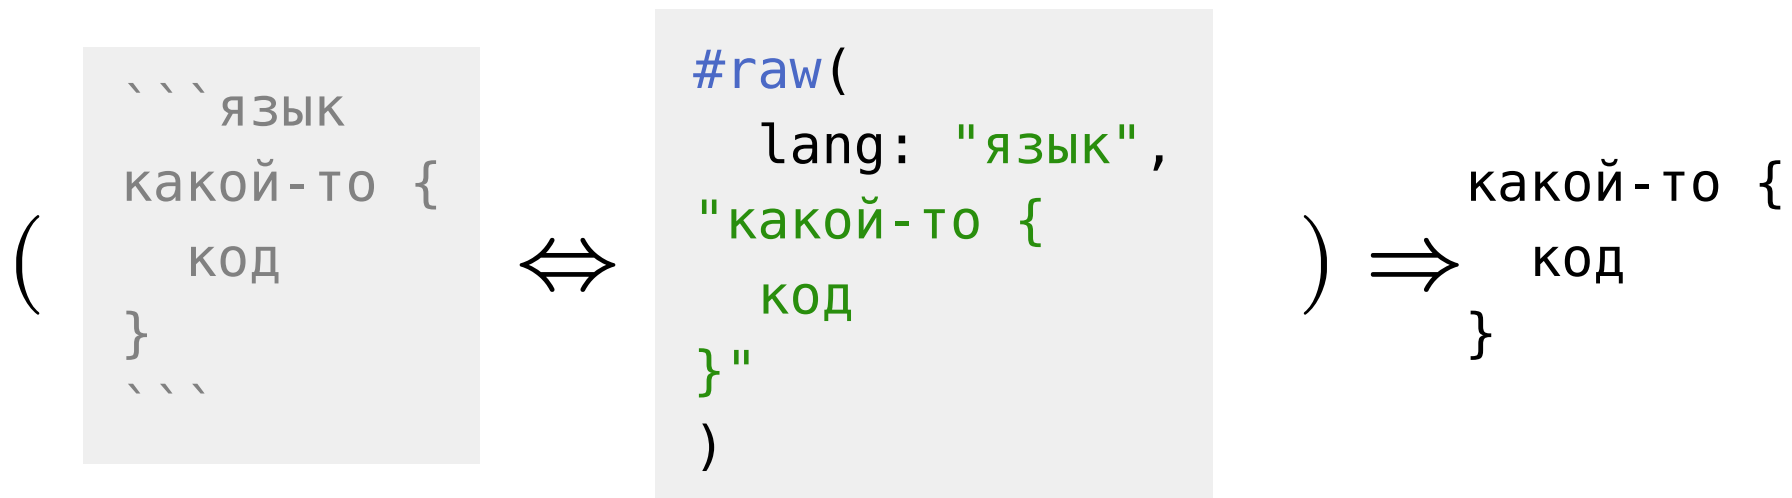 (
```язык
какой-то {
  код
}
```
⇔
#raw(
  lang: "язык",
"какой-то {
  код
}"
)
) ⇒
какой-то {
  код
}